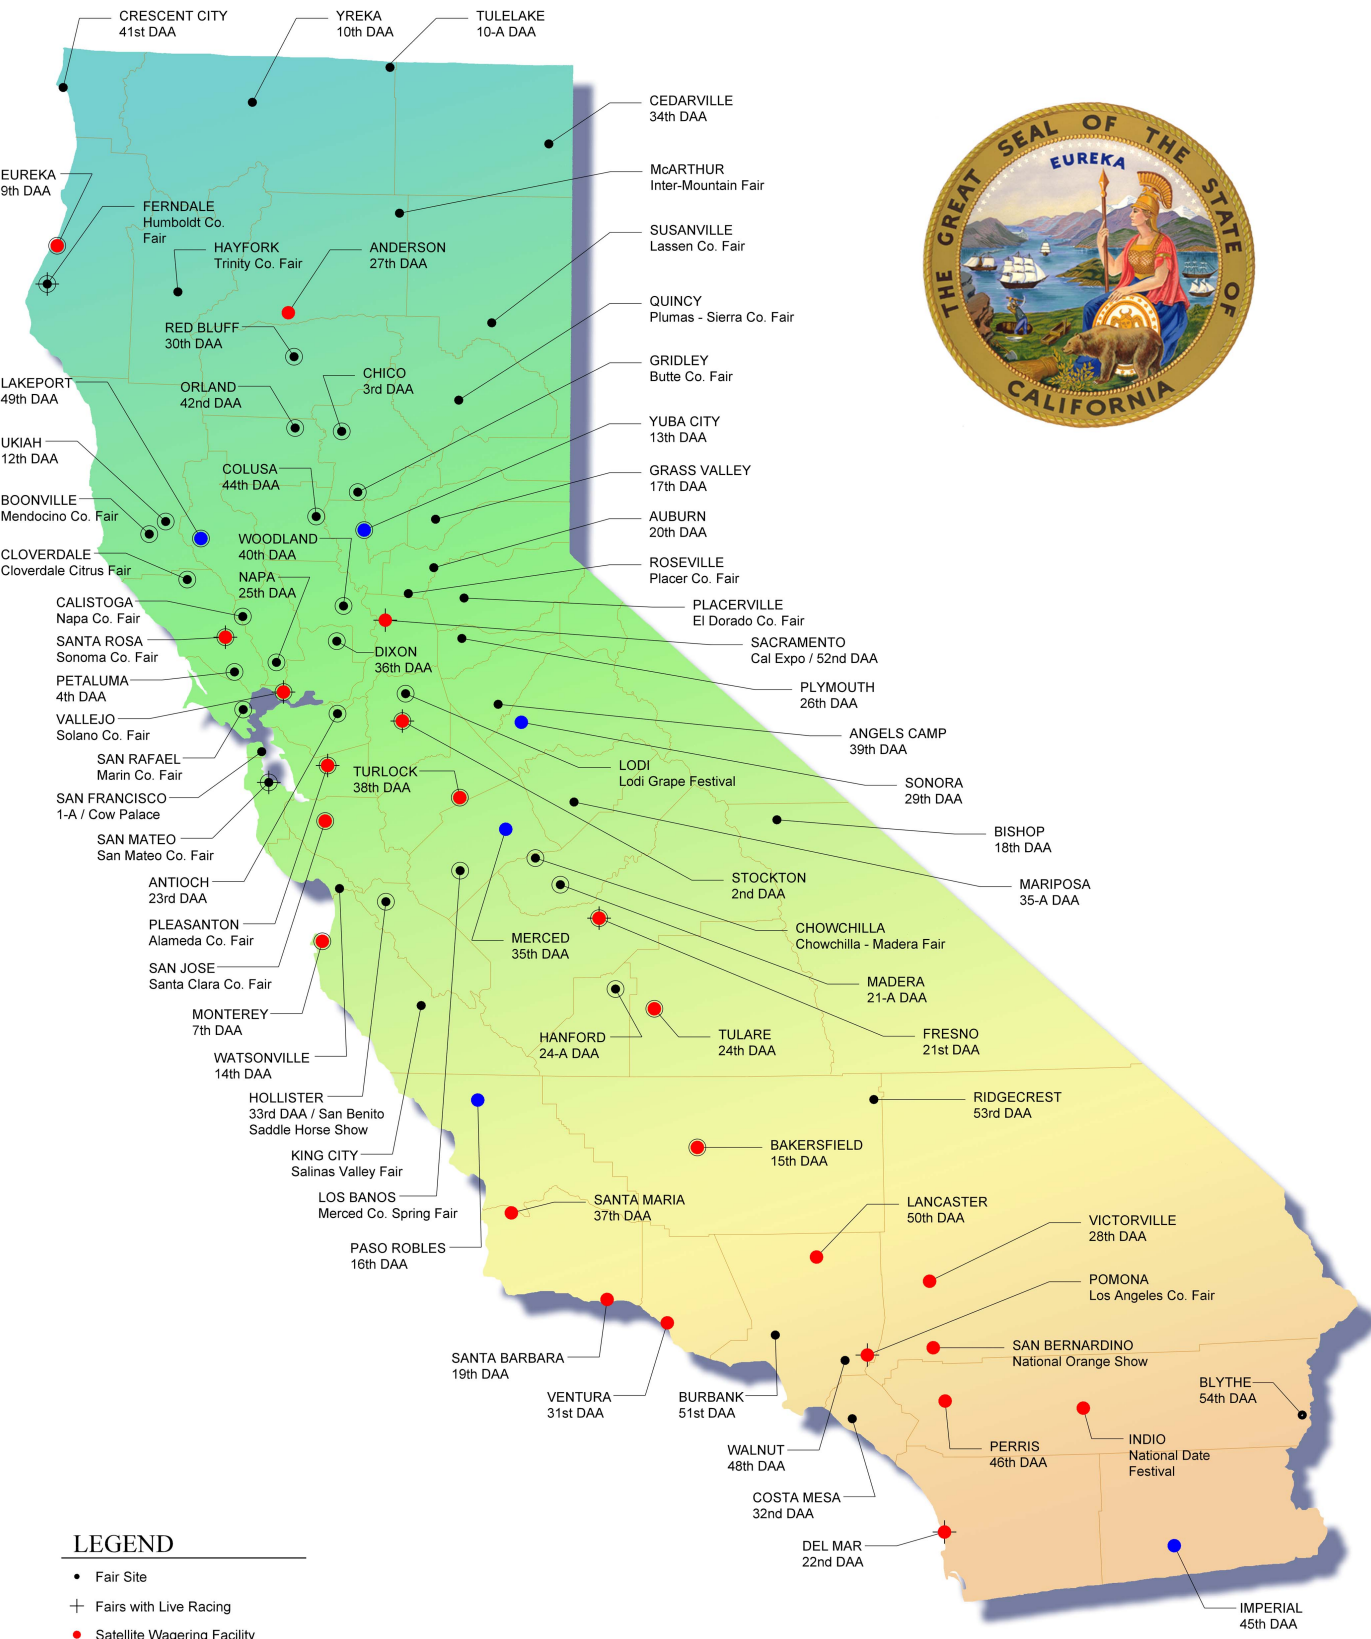 CRESCENT CITY
41st DAA
YREKA
10th DAA
TULELAKE
10-A DAA
CEDARVILLE
34th DAA
McARTHUR
Inter-Mountain Fair
SUSANVILLE
Lassen Co. Fair
QUINCY
Plumas - Sierra Co. Fair
GRIDLEY
Butte Co. Fair
YUBA CITY
13th DAA
GRASS VALLEY
17th DAA
AUBURN
20th DAA
ROSEVILLE
Placer Co. Fair
PLACERVILLE
El Dorado Co. Fair
SACRAMENTO
Cal Expo / 52nd DAA
PLYMOUTH
26th DAA
ANGELS CAMP
39th DAA
SONORA
29th DAA
BISHOP
18th DAA
MARIPOSA
35-A DAA
THE GREAT SEAL OF THE STATE OF CALIFORNIA
EUREKA
EUREKA
9th DAA
FERNDALE
Humboldt Co.
Fair
HAYFORK
Trinity Co. Fair
ANDERSON
27th DAA
RED BLUFF
30th DAA
LAKEPORT
49th DAA
ORLAND
42nd DAA
CHICO
3rd DAA
UKIAH
12th DAA
COLUSA
44th DAA
BOONVILLE
Mendocino Co. Fair
WOODLAND
40th DAA
CLOVERDALE
Cloverdale Citrus Fair
NAPA
25th DAA
CALISTOGA
Napa Co. Fair
SANTA ROSA
Sonoma Co. Fair
DIXON
36th DAA
PETALUMA
4th DAA
VALLEJO
Solano Co. Fair
SAN RAFAEL
Marin Co. Fair
TURLOCK
38th DAA
LODI
Lodi Grape Festival
SAN FRANCISCO
1-A / Cow Palace
SAN MATEO
San Mateo Co. Fair
ANTIOCH
23rd DAA
STOCKTON
2nd DAA
PLEASANTON
Alameda Co. Fair
CHOWCHILLA
Chowchilla - Madera Fair
MERCED
35th DAA
SAN JOSE
Santa Clara Co. Fair
MADERA
21-A DAA
MONTEREY
7th DAA
HANFORD
24-A DAA
TULARE
24th DAA
FRESNO
21st DAA
WATSONVILLE
14th DAA
HOLLISTER
33rd DAA / San Benito
Saddle Horse Show
RIDGECREST
53rd DAA
KING CITY
Salinas Valley Fair
BAKERSFIELD
15th DAA
LOS BANOS
Merced Co. Spring Fair
SANTA MARIA
37th DAA
LANCASTER
50th DAA
VICTORVILLE
28th DAA
PASO ROBLES
16th DAA
POMONA
Los Angeles Co. Fair
SAN BERNARDINO
National Orange Show
SANTA BARBARA
19th DAA
VENTURA
31st DAA
BURBANK
51st DAA
BLYTHE
54th DAA
WALNUT
48th DAA
PERRIS
46th DAA
INDIO
National Date
Festival
COSTA MESA
32nd DAA
DEL MAR
22nd DAA
IMPERIAL
45th DAA
LEGEND
Fair Site
Fairs with Live Racing
Satellite Wagering Facility